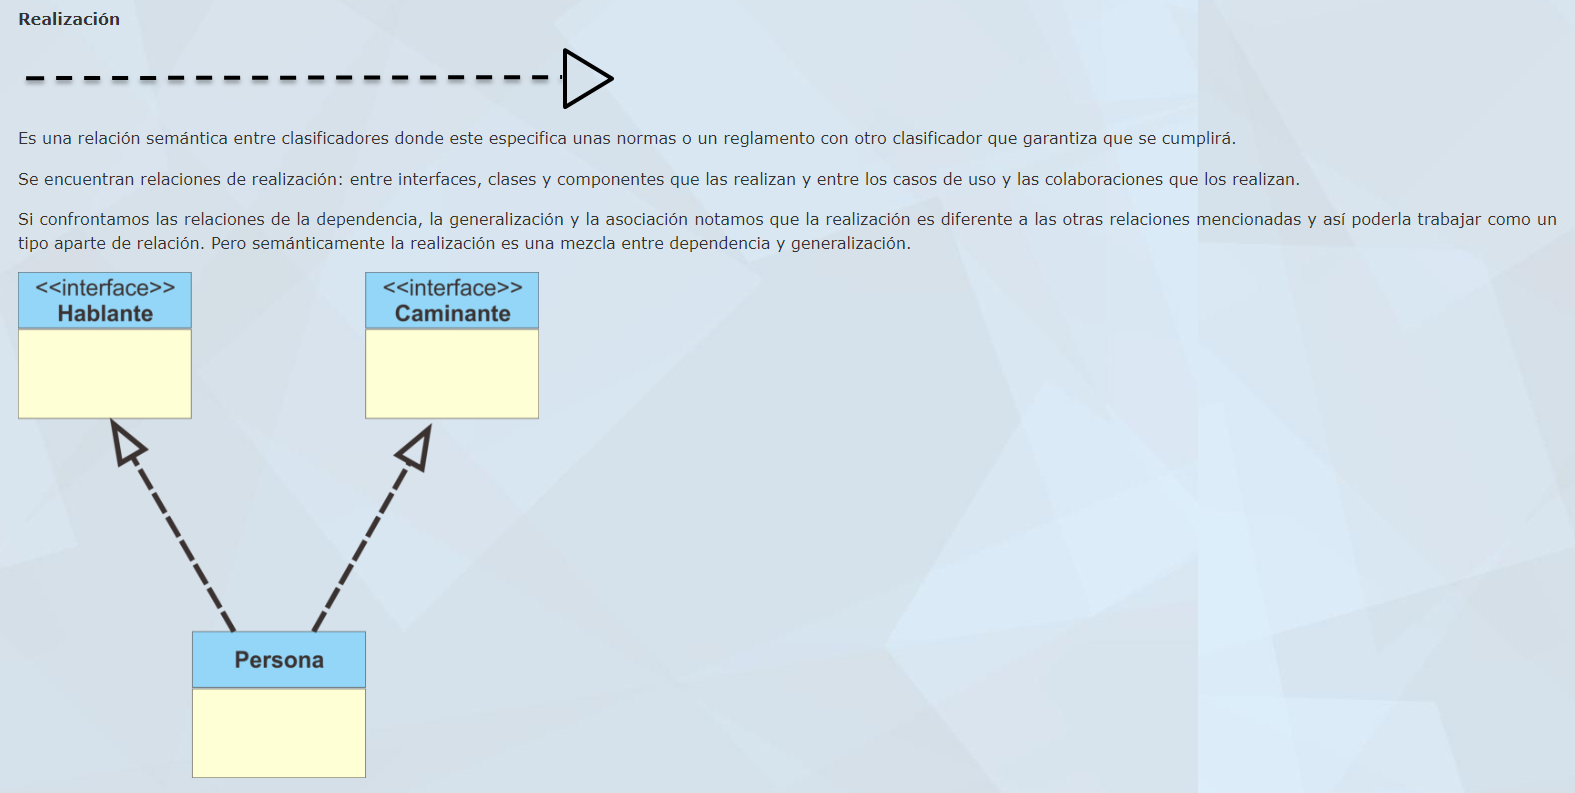 Realización
Es una relación semántica entre clasificadores donde este especifica unas normas o un reglamento con otro clasificador que garantiza que se cumplirá.
Se encuentran relaciones de realización: entre interfaces, clases y componentes que las realizan y entre los casos de uso y las colaboraciones que los realizan.
Si confrontamos las relaciones de la dependencia, la generalización y la asociación notamos que la realización es diferente a las otras relaciones mencionadas y así poderla trabajar como un
tipo aparte de relación. Pero semánticamente la realización es una mezcla entre dependencia y generalización.
<<interface>>
Hablante
<<interface>>
Caminante
Persona